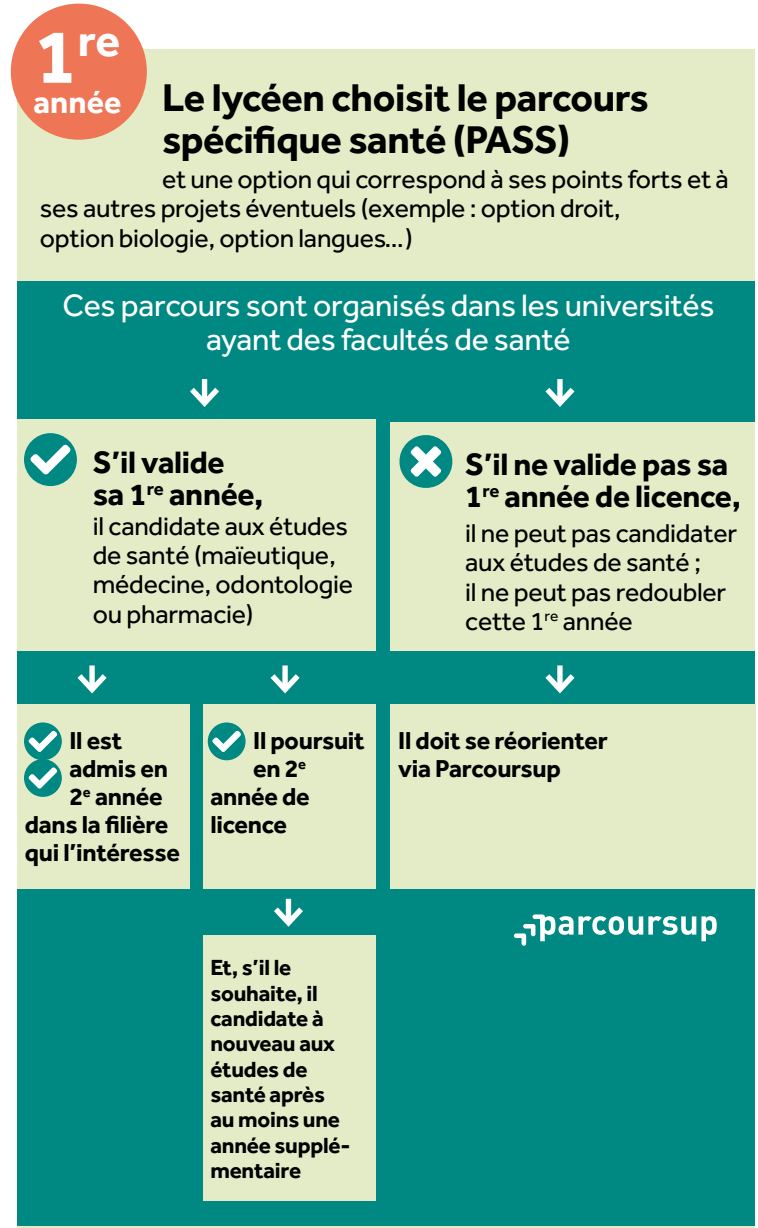 1re
année
Le lycéen choisit le parcours
spécifique santé (PASS)
et une option qui correspond à ses points forts et à
ses autres projets éventuels (exemple : option droit,
option biologie, option langues...)
Ces parcours sont organisés dans les universités
ayant des facultés de santé
S'il valide
sa 1re année,
il candidate aux études
de santé (maïeutique,
médecine, odontologie
ou pharmacie)
S'il ne valide pas sa
1re année de licence,
il ne peut pas candidater
aux études de santé ;
il ne peut pas redoubler
cette 1re année
Il est
admis en
2e année
dans la filière
qui l'intéresse
Il poursuit
en 2e
année de
licence
Il doit se réorienter
via Parcoursup
parcoursup
Et, s'il le
souhaite, il
candidate à
nouveau aux
études de
santé après
au moins une
année supplé-
mentaire